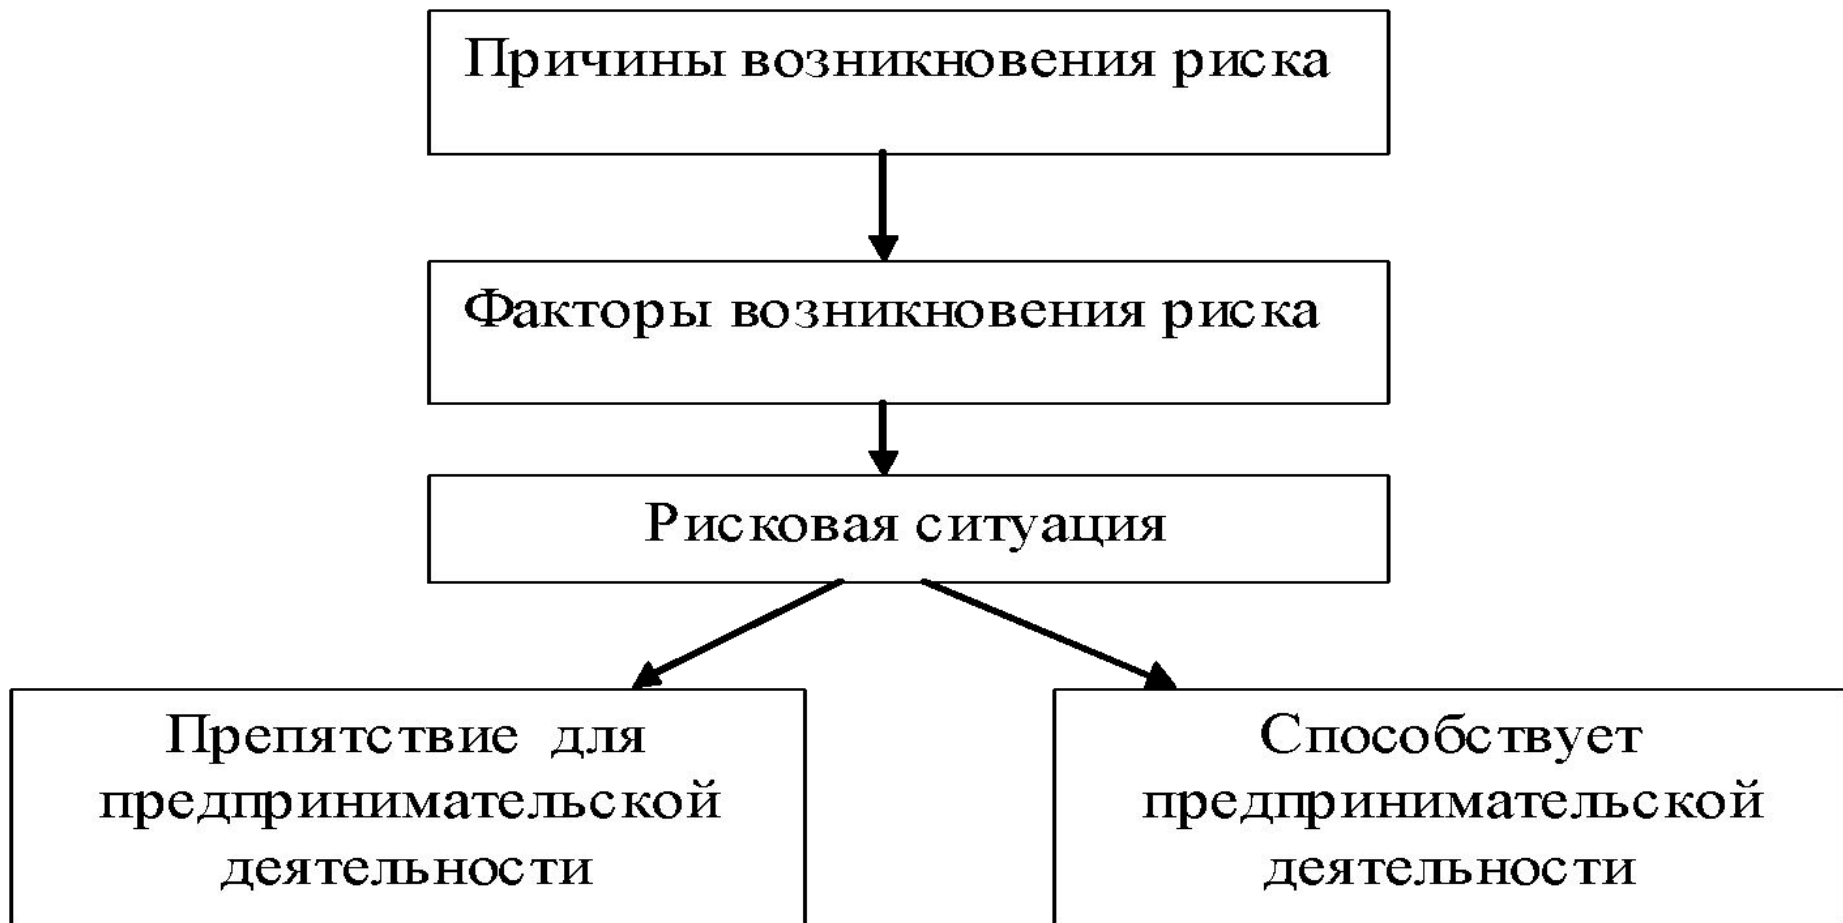 Причины возникновения риска
Факторы возникновения риска
Рисковая ситуация
Препятствие для
предпринимательской
деятельности
Способствует
предпринимательской
деятельности